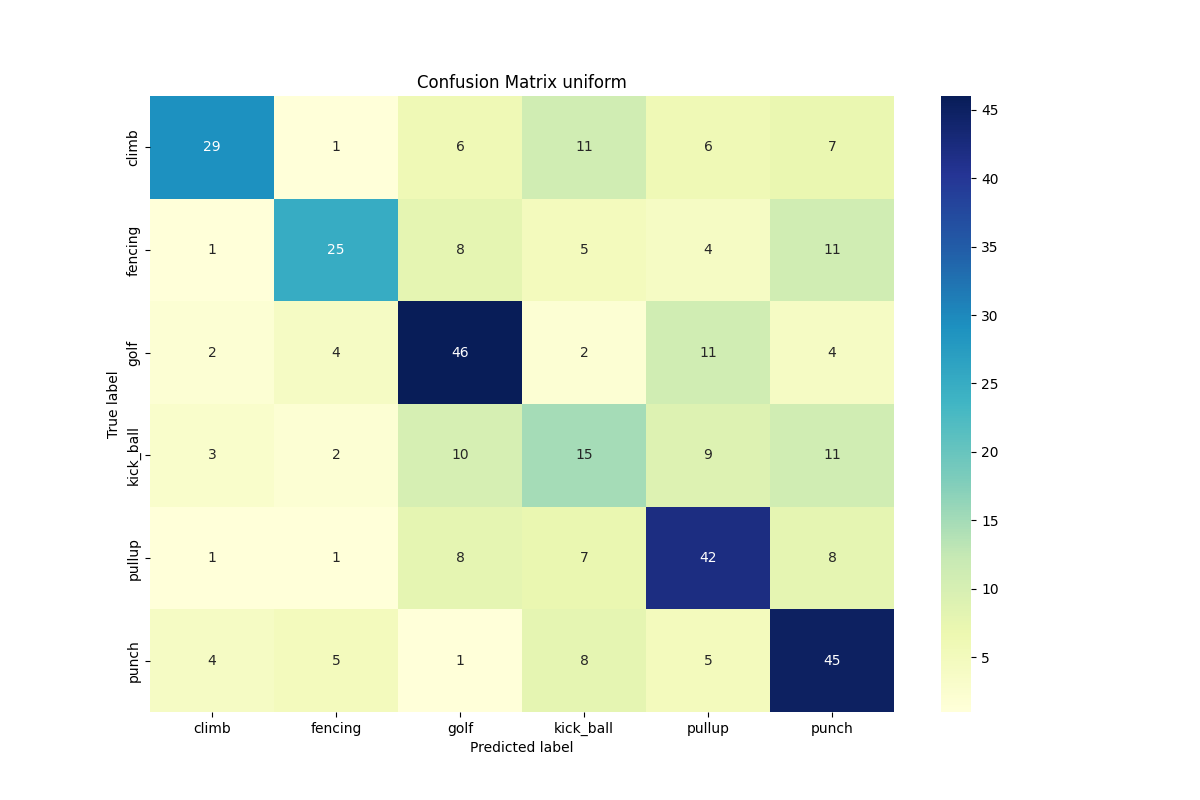 Confusion Matrix uniform
climb 29 1 6 11 6 7
fencing 1 25 8 5 4 11
golf 2 4 46 2 11 4
kick_ball 3 2 10 15 9 11
pullup 1 1 8 7 42 8
punch 4 5 1 8 5 45
True label
climb fencing golf kick_ball pullup punch
Predicted label
45
40
35
30
25
20
15
10
5